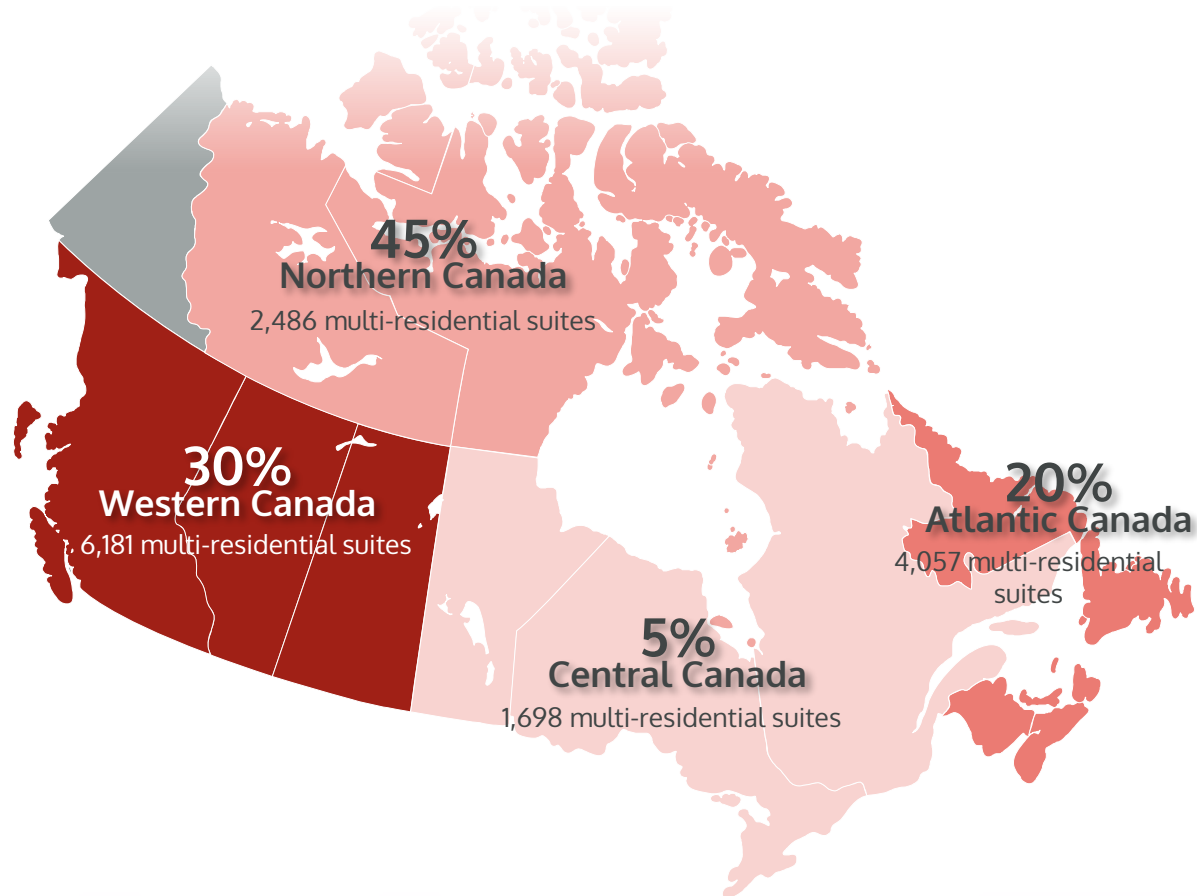 45%
Northern Canada
2,486 multi-residential suites
30%
Western Canada
6,181 multi-residential suites
20%
Atlantic Canada
4,057 multi-residential
suites
5%
Central Canada
1,698 multi-residential suites